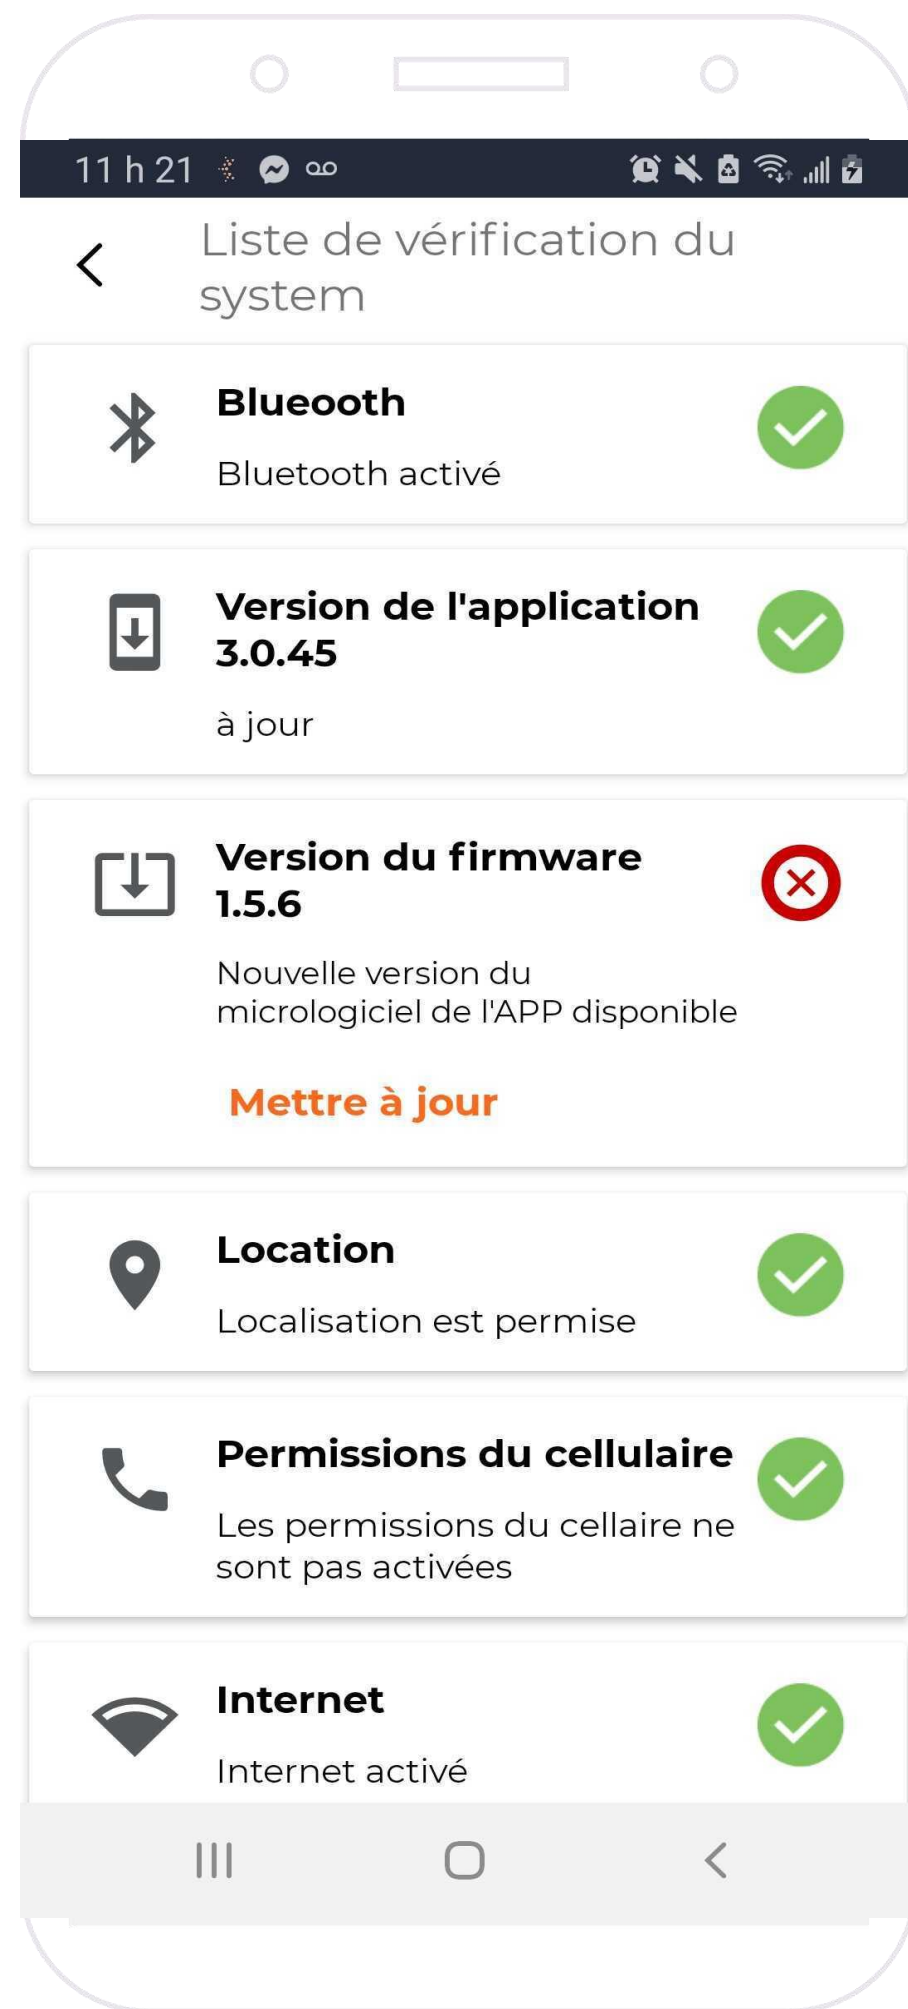 11 h 21
Liste de vérification du
system
Blueooth
Bluetooth activé
Version de l'application
3.0.45
à jour
Version du firmware
1.5.6
Nouvelle version du
micrologiciel de l'APP disponible
Mettre à jour
Location
Localisation est permise
Permissions du cellulaire
Les permissions du cellaire ne
sont pas activées
Internet
Internet activé